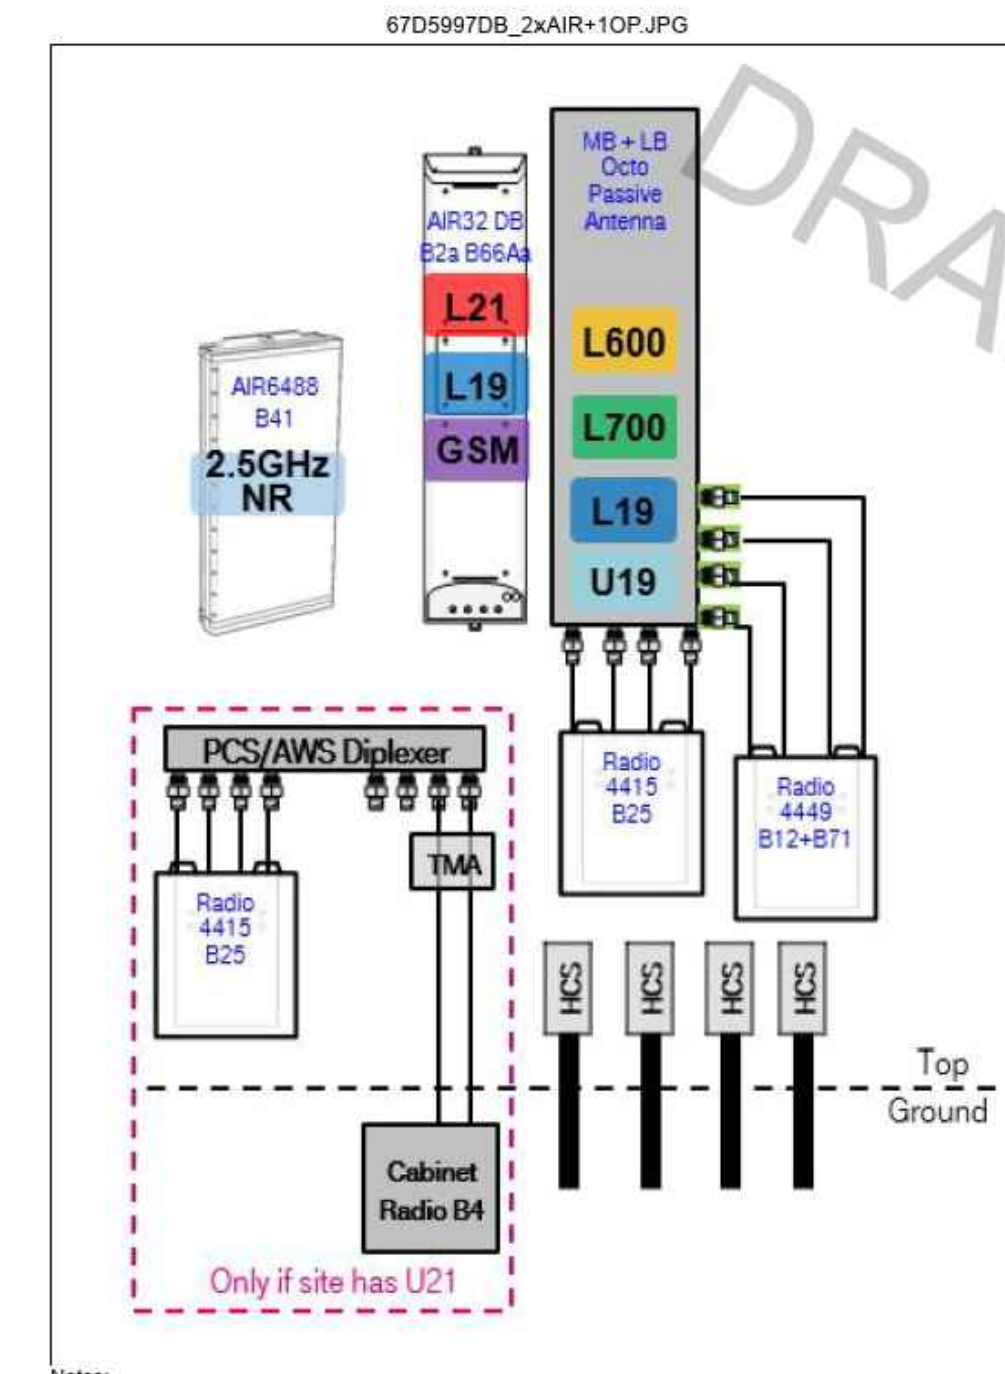 67D5997DB_2xAIR+1OP.JPG
DRA
MB + LB
Octo
Passive
Antenna
AIR32 DB
B2a B66Aa
L21
L19
GSM
L600
L700
L19
U19
AIR6488
B41
2.5GHz
NR
PCS/AWS Diplexer
TMA
Radio
4415
B25
Radio
4415
B25
Radio
4449
B12+B71
HCS
HCS
HCS
HCS
Top
Ground
Cabinet
Radio B4
Only if site has U21